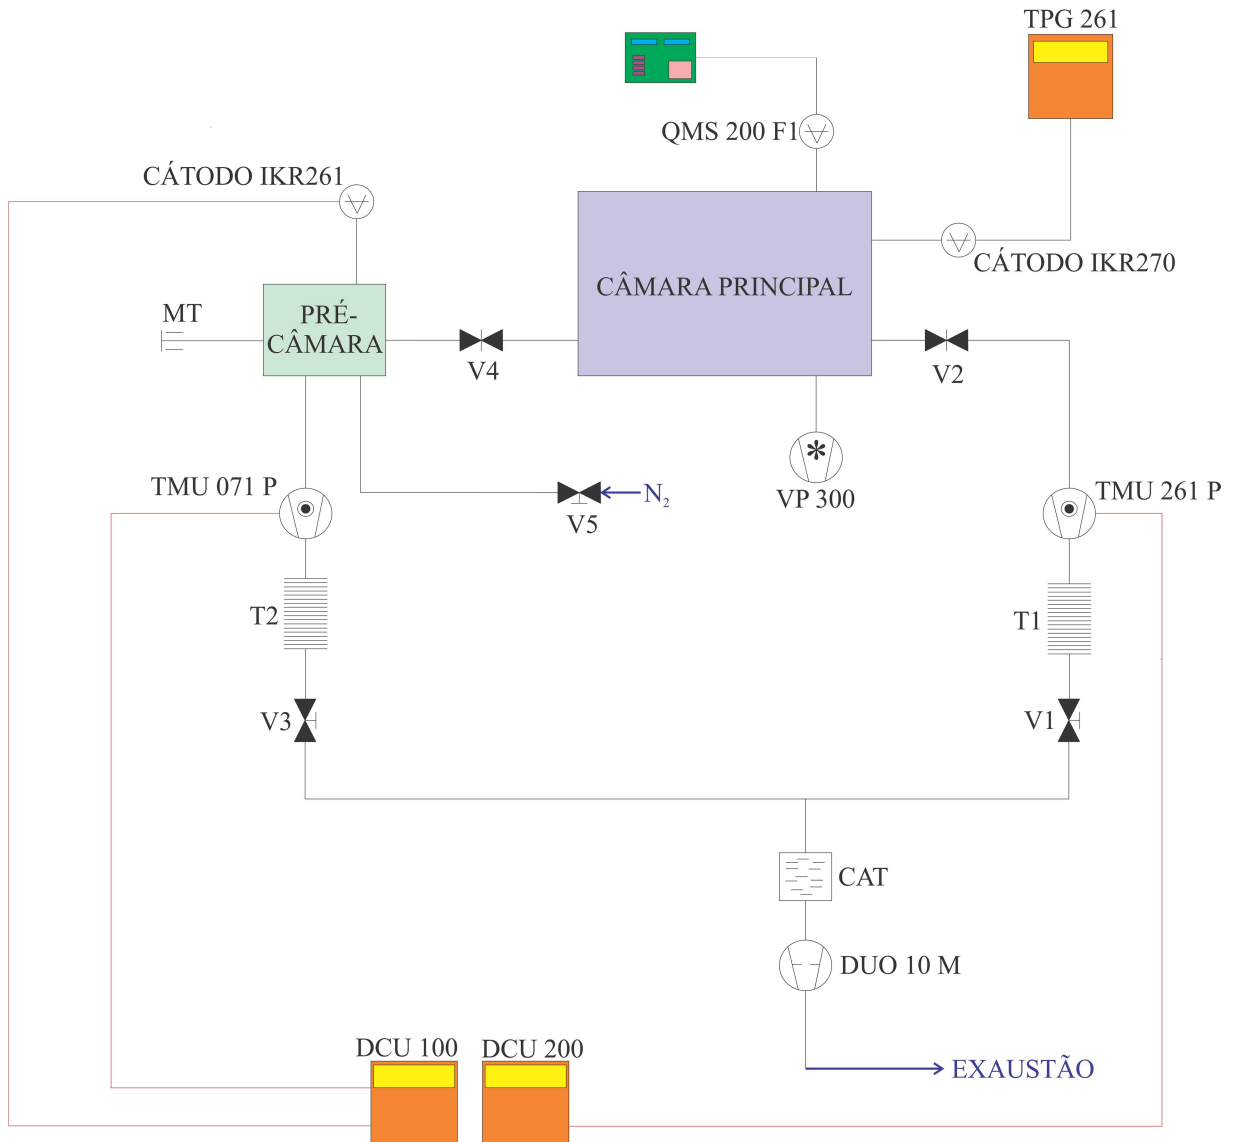 TPG 261
QMS 200 F1
CÁTODO IKR261
CÁTODO IKR270
CÂMARA PRINCIPAL
MT
PRÉ-
CÂMARA
V4
V2
TMU 071 P
VP 300
N₂
V5
TMU 261 P
T2
T1
V3
V1
CAT
DUO 10 M
DCU 100
DCU 200
EXAUSTÃO